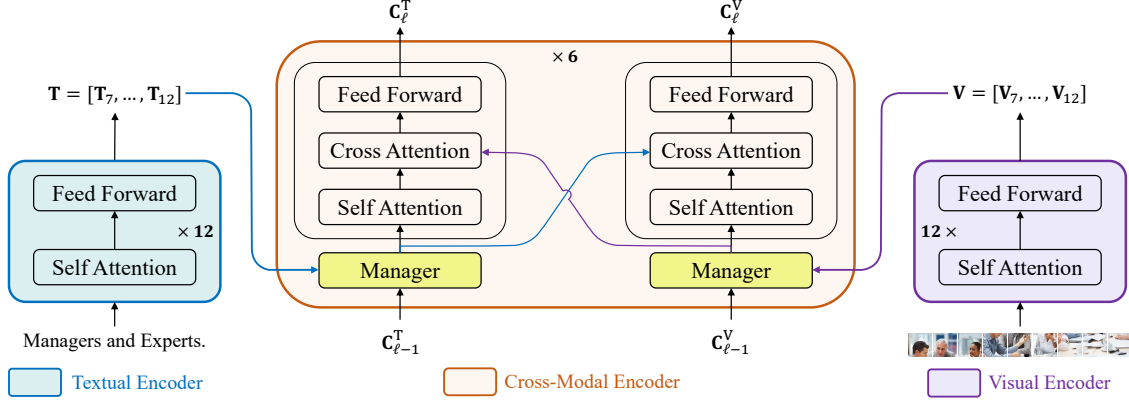 C_ℓ^T
C_ℓ^V
× 6
T = [T_7, … , T_12]
V = [V_7, … , V_12]
Feed Forward
Cross Attention
Self Attention
Feed Forward
Cross Attention
Self Attention
Feed Forward
× 12
Self Attention
Feed Forward
12 ×
Self Attention
Manager
Manager
Managers and Experts.
C_{ℓ−1}^T
C_{ℓ−1}^V
Textual Encoder
Cross-Modal Encoder
Visual Encoder